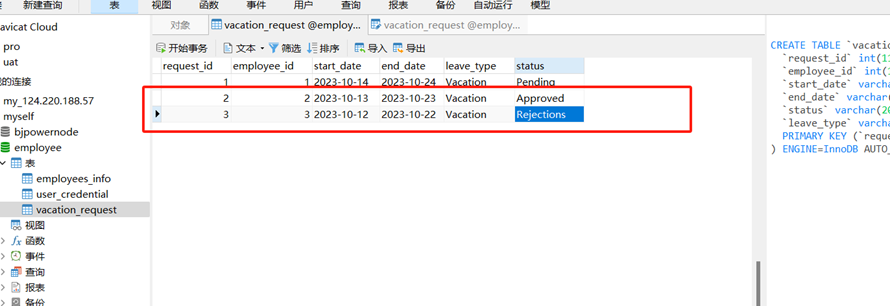 新建查询 表 视图 函数 事件 用户 查询 报表 备份 自动运行 模型
avicat Cloud
pro
uat
我的连接
my_124.220.188.57
myself
bjpowernode
employee
表
employees_info
user_credential
vacation_request
视图
函数
事件
查询
报表
备份
对象 vacation_request @employ... vacation_request @employ...
开始事务 文本 筛选 排序 导入 导出
request_id employee_id start_date end_date leave_type status
1 1 2023-10-14 2023-10-24 Vacation Pending
2 2 2023-10-13 2023-10-23 Vacation Approved
3 3 2023-10-12 2023-10-22 Vacation Rejections
CREATE TABLE `vacatio
`request_id` int(11
`employee_id` int(1
`start_date` varcha
`end_date` varchar(
`status` varchar(20
`leave_type` varcha
PRIMARY KEY (`reque
) ENGINE=InnoDB AUTO_